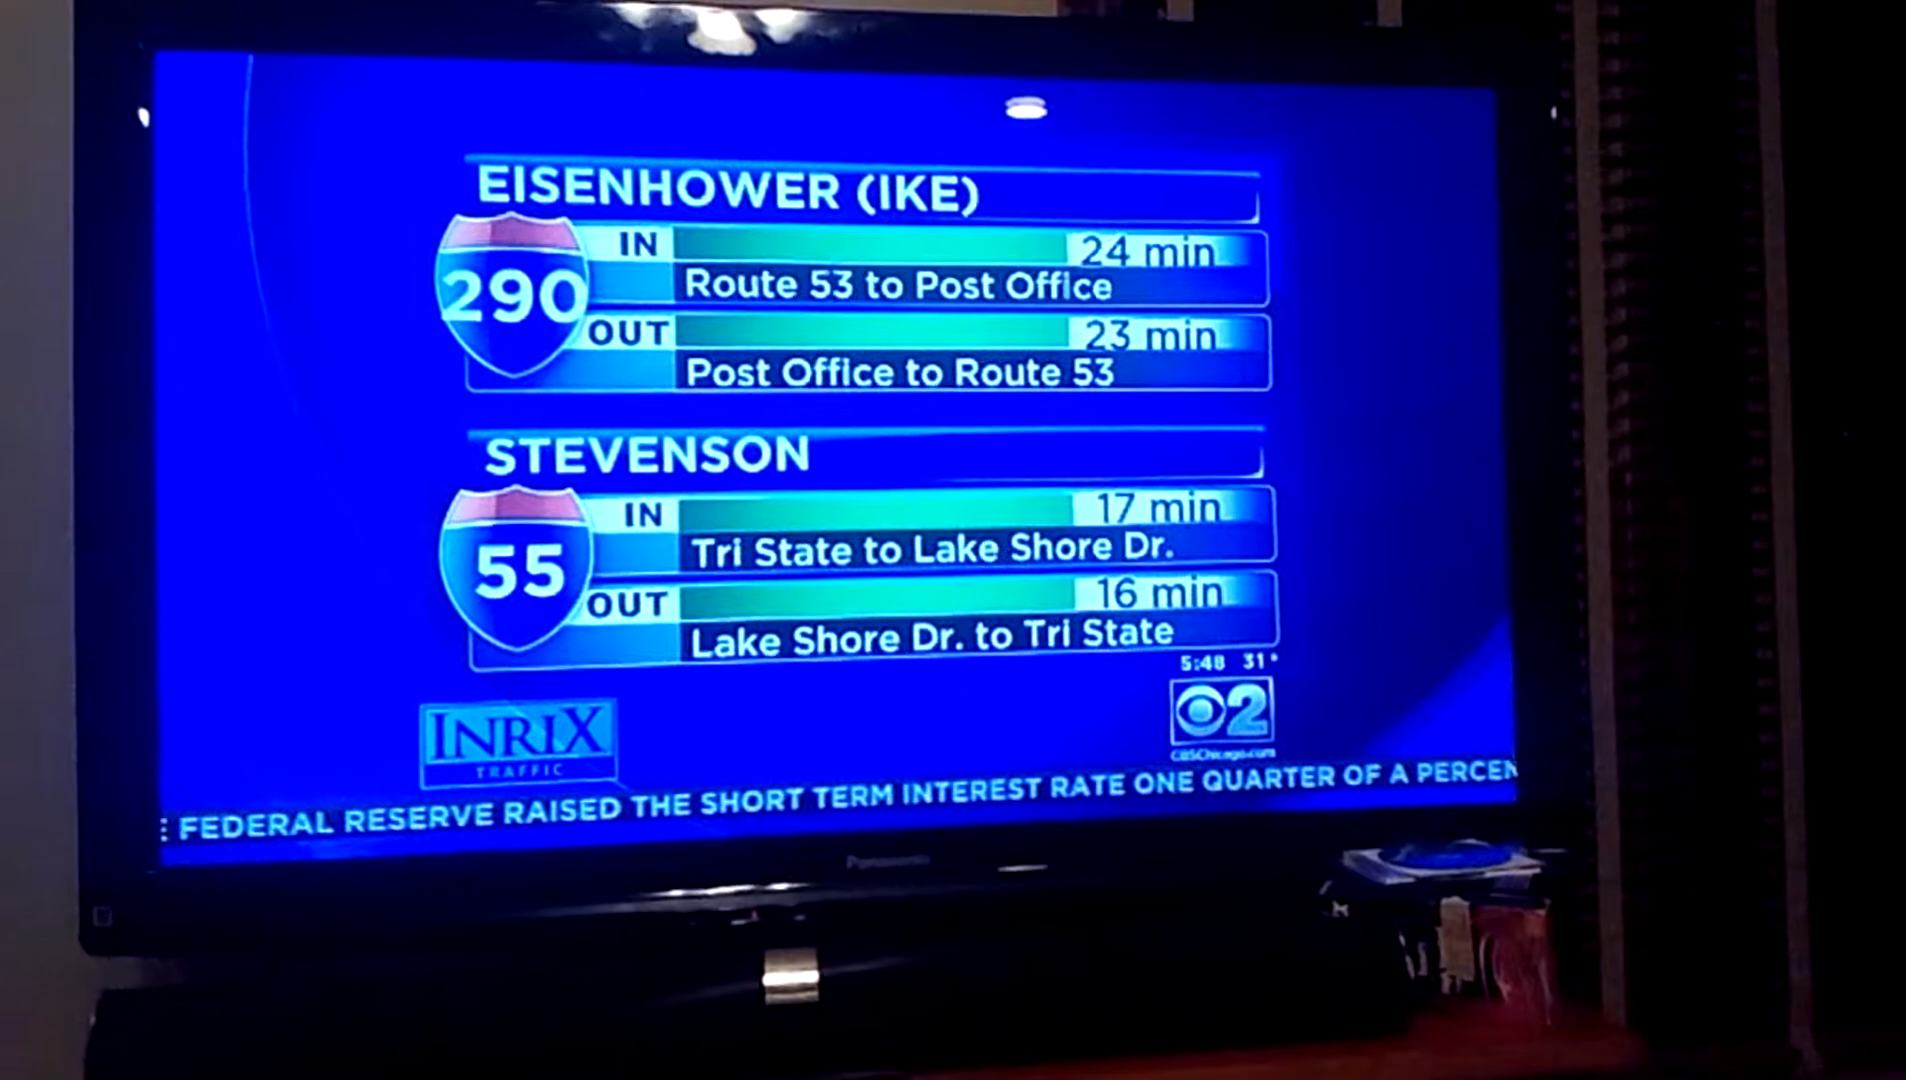 EISENHOWER (IKE)
290
IN 24 min
Route 53 to Post Office
OUT 23 min
Post Office to Route 53
STEVENSON
55
IN 17 min
Tri State to Lake Shore Dr.
OUT 16 min
Lake Shore Dr. to Tri State
5:48 31°
2
CBSChicago.com
INRIX
TRAFFIC
FEDERAL RESERVE RAISED THE SHORT TERM INTEREST RATE ONE QUARTER OF A PERCEN
Panasonic